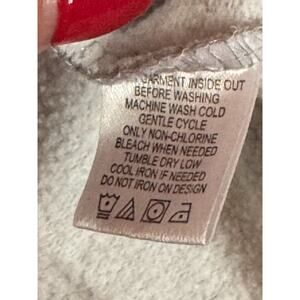 GARMENT INSIDE OUT
BEFORE WASHING
MACHINE WASH COLD
GENTLE CYCLE
ONLY NON-CHLORINE
BLEACH WHEN NEEDED
TUMBLE DRY LOW
COOL IRON IF NEEDED
DO NOT IRON ON DESIGN